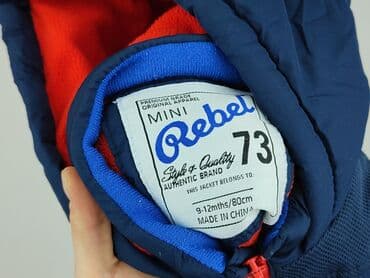 PREMIUM GRADE
ORIGINAL APPAREL
MINI
Rebel
Style & Quality 73
AUTHENTIC BRAND
THIS JACKET BELONGS TO:
9-12mths/80cm
MADE IN CHINA